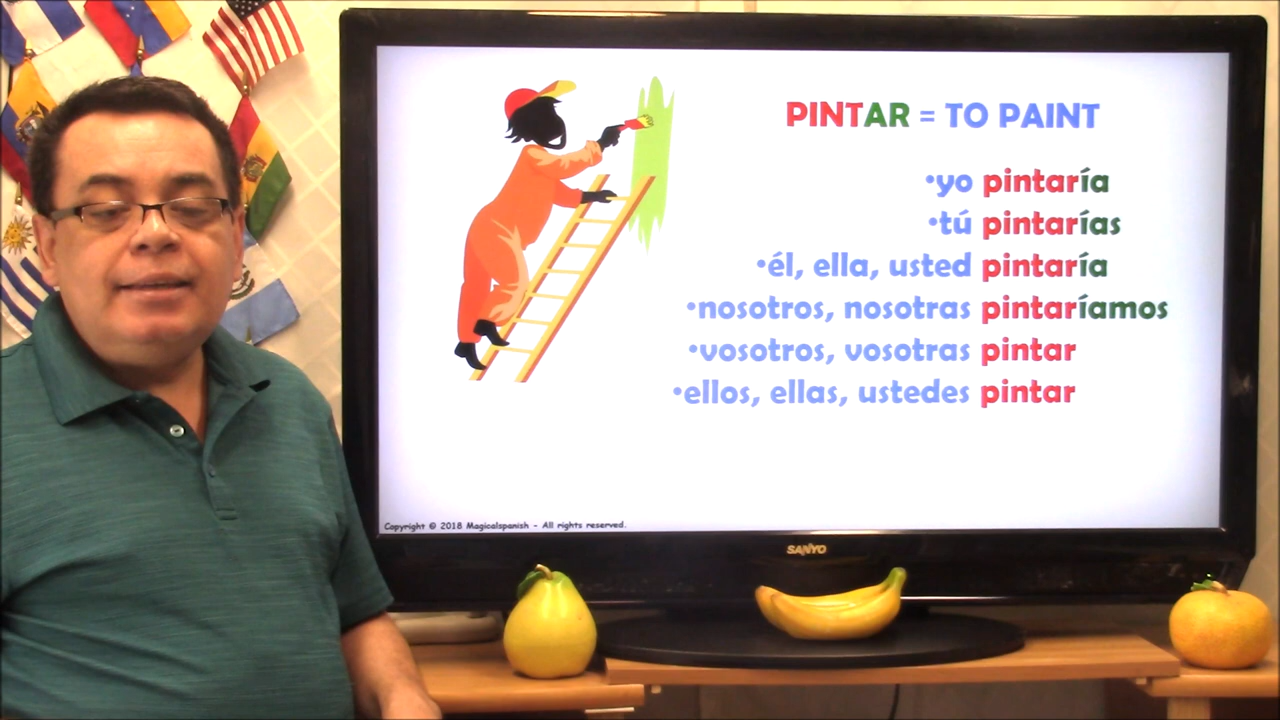 PINTAR = TO PAINT
•yo pintaría
•tú pintarías
•él, ella, usted pintaría
•nosotros, nosotras pintaríamos
•vosotros, vosotras pintar
•ellos, ellas, ustedes pintar
Copyright © 2018 Magicalspanish - All rights reserved.
SANYO